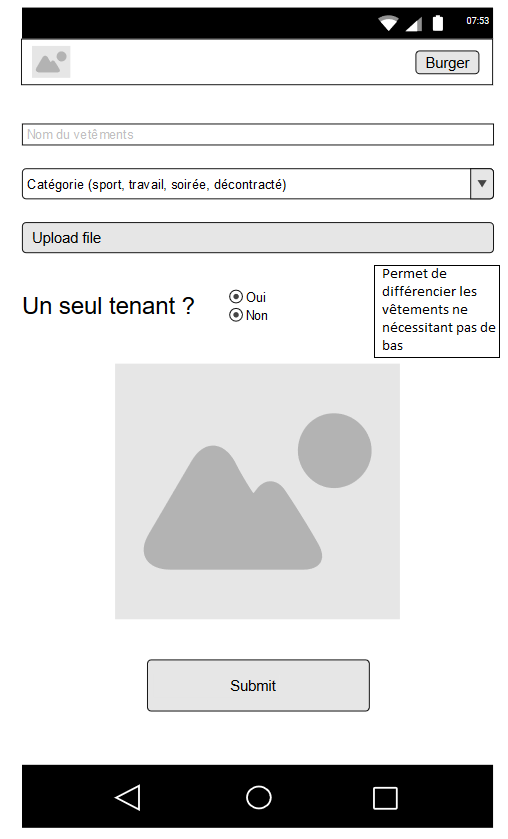 07:53
Burger
Nom du vetêments.
Catégorie (sport, travail, soirée, décontracté)
Upload file
Un seul tenant ?
Oui
Non
Permet de
différencier les
vêtements ne
nécessitant pas de
bas
Submit